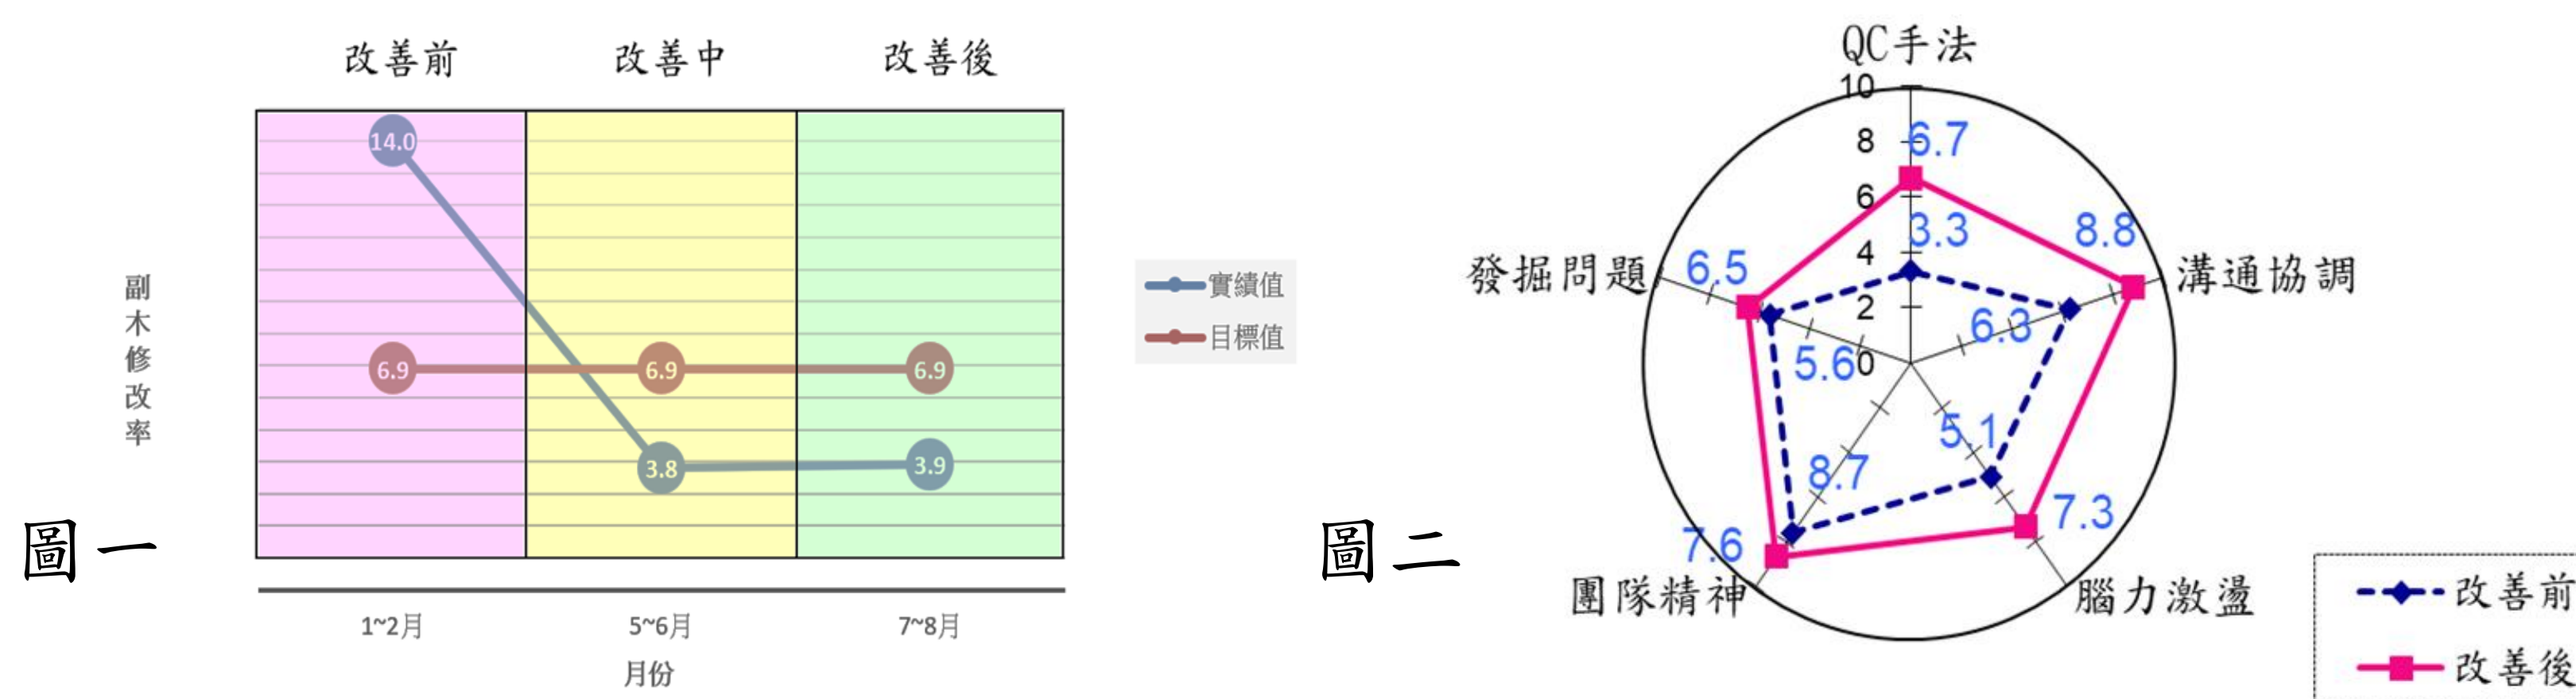 改善前 改善中 改善後
14.0
6.9 6.9 6.9
3.8 3.9
副木修改率
實績值
目標值
1~2月 5~6月 7~8月
月份
圖一
QC手法
10
8
6
4
2
0
6.7
3.3
8.8
6.3
溝通協調
5.1
7.3
腦力激盪
8.7
7.6
團隊精神
6.5
5.6
發掘問題
圖二
改善前
改善後